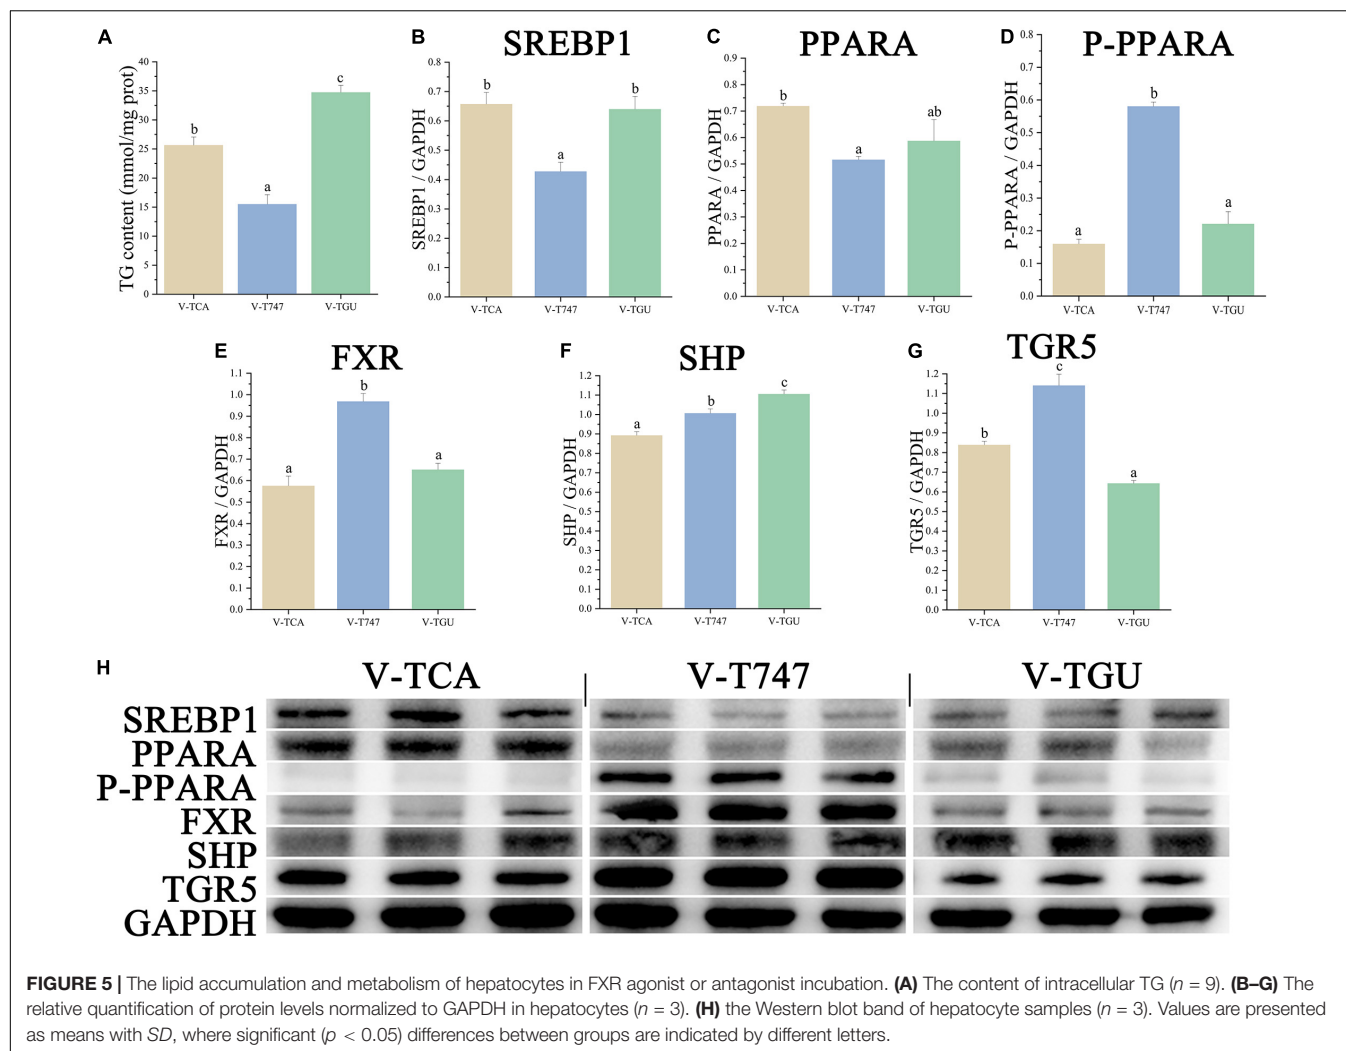 A
TG content (mmol/mg prot)
40
35
30
25
20
15
10
5
0
b
a
c
V-TCA V-T747 V-TGU
B
SREBP1
SREBP1 / GAPDH
0.8
0.7
0.6
0.5
0.4
0.3
0.2
0.1
0.0
b
a
b
V-TCA V-T747 V-TGU
C
PPARA
PPARA / GAPDH
0.9
0.8
0.7
0.6
0.5
0.4
0.3
0.2
0.1
0.0
b
a
ab
V-TCA V-T747 V-TGU
D
P-PPARA
P-PPARA / GAPDH
0.8
0.7
0.6
0.5
0.4
0.3
0.2
0.1
0.0
a
b
a
V-TCA V-T747 V-TGU
E
FXR
FXR / GAPDH
1.1
1.0
0.9
0.8
0.7
0.6
0.5
0.4
0.3
0.2
0.1
0.0
a
b
a
V-TCA V-T747 V-TGU
F
SHP
SHP / GAPDH
1.2
1.1
1.0
0.9
0.8
0.7
0.6
0.5
0.4
0.3
0.2
0.1
0.0
a
b
c
V-TCA V-T747 V-TGU
G
TGR5
TGR5 / GAPDH
1.2
1.1
1.0
0.9
0.8
0.7
0.6
0.5
0.4
0.3
0.2
0.1
0.0
b
c
a
V-TCA V-T747 V-TGU
H
V-TCA V-T747 V-TGU
SREBP1
PPARA
P-PPARA
FXR
SHP
TGR5
GAPDH
FIGURE 5 | The lipid accumulation and metabolism of hepatocytes in FXR agonist or antagonist incubation. (A) The content of intracellular TG (n = 9). (B–G) The
relative quantification of protein levels normalized to GAPDH in hepatocytes (n = 3). (H) the Western blot band of hepatocyte samples (n = 3). Values are presented
as means with SD, where significant (p < 0.05) differences between groups are indicated by different letters.